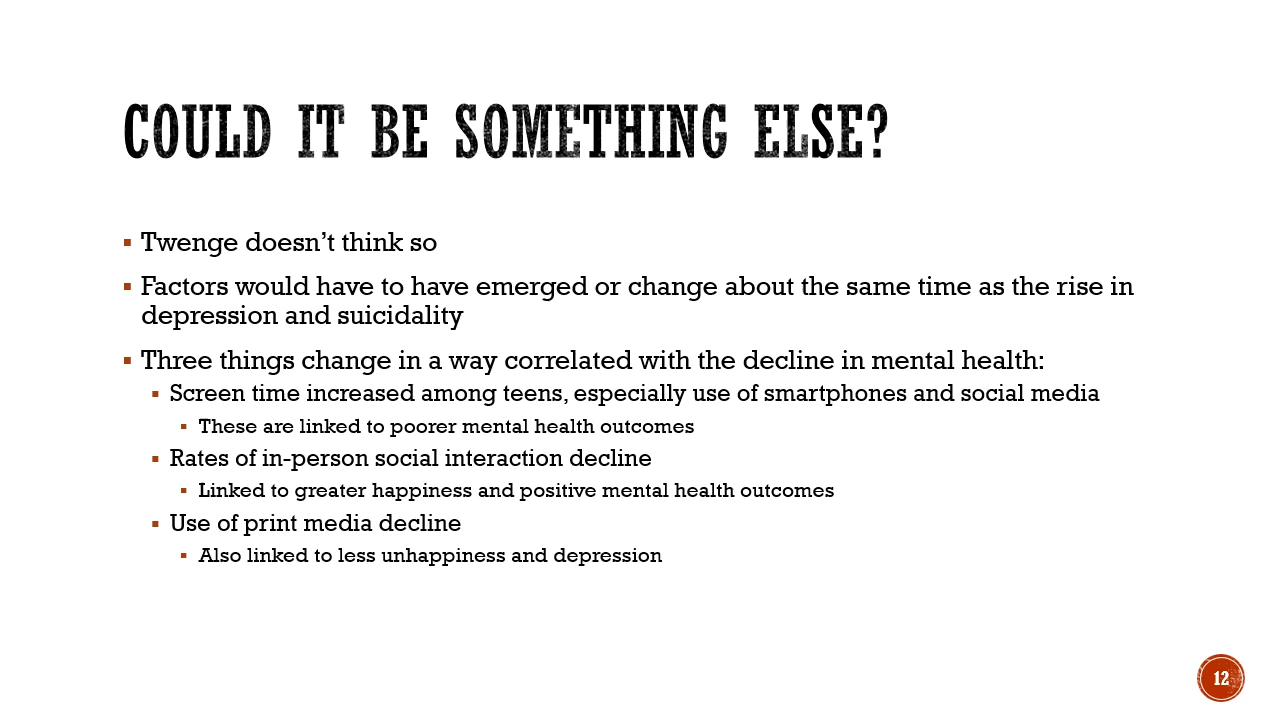 COULD IT BE SOMETHING ELSE?
▪ Twenge doesn’t think so
▪ Factors would have to have emerged or change about the same time as the rise in
depression and suicidality
▪ Three things change in a way correlated with the decline in mental health:
▪ Screen time increased among teens, especially use of smartphones and social media
▪ These are linked to poorer mental health outcomes
▪ Rates of in-person social interaction decline
▪ Linked to greater happiness and positive mental health outcomes
▪ Use of print media decline
▪ Also linked to less unhappiness and depression
12